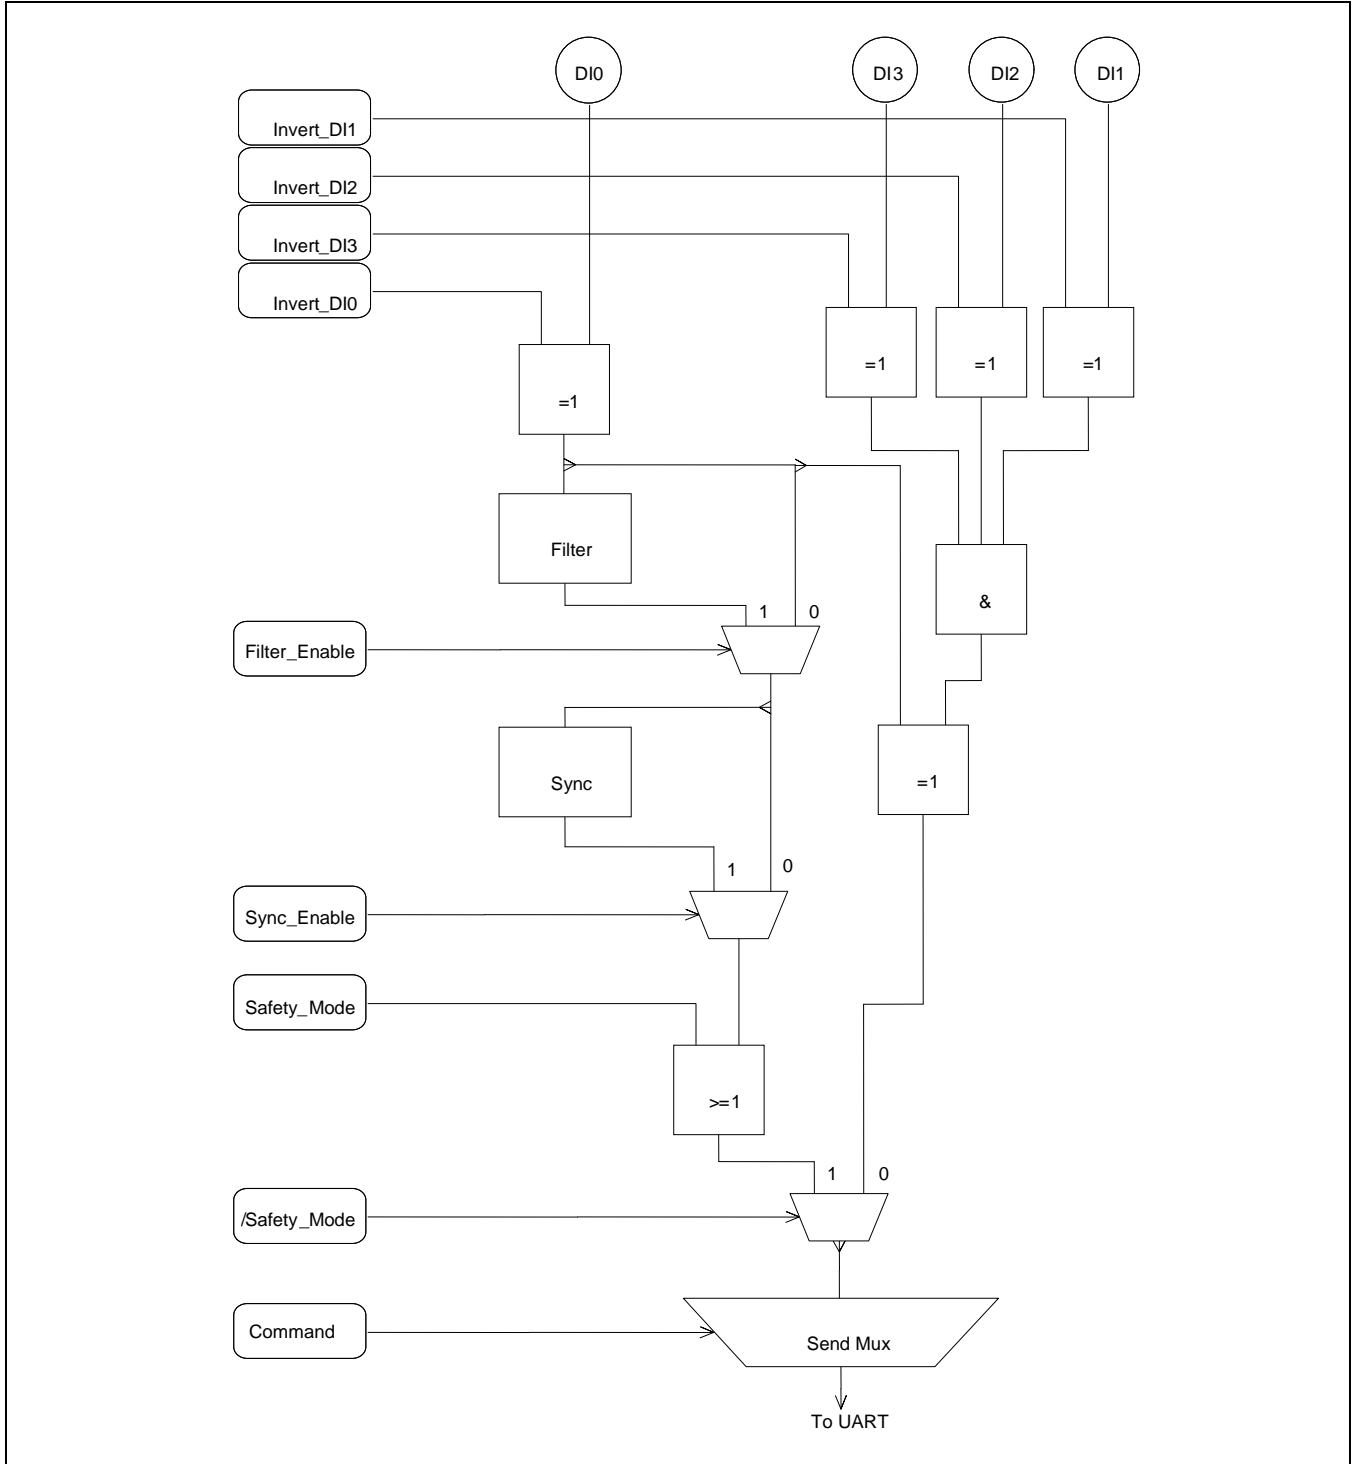 DI0 DI3 DI2 DI1
Invert_DI1
Invert_DI2
Invert_DI3
Invert_DI0
=1 =1 =1
=1
Filter
&
1 0
Filter_Enable
Sync =1
1 0
Sync_Enable
Safety_Mode
>=1
1 0
/Safety_Mode
Command
Send Mux
To UART